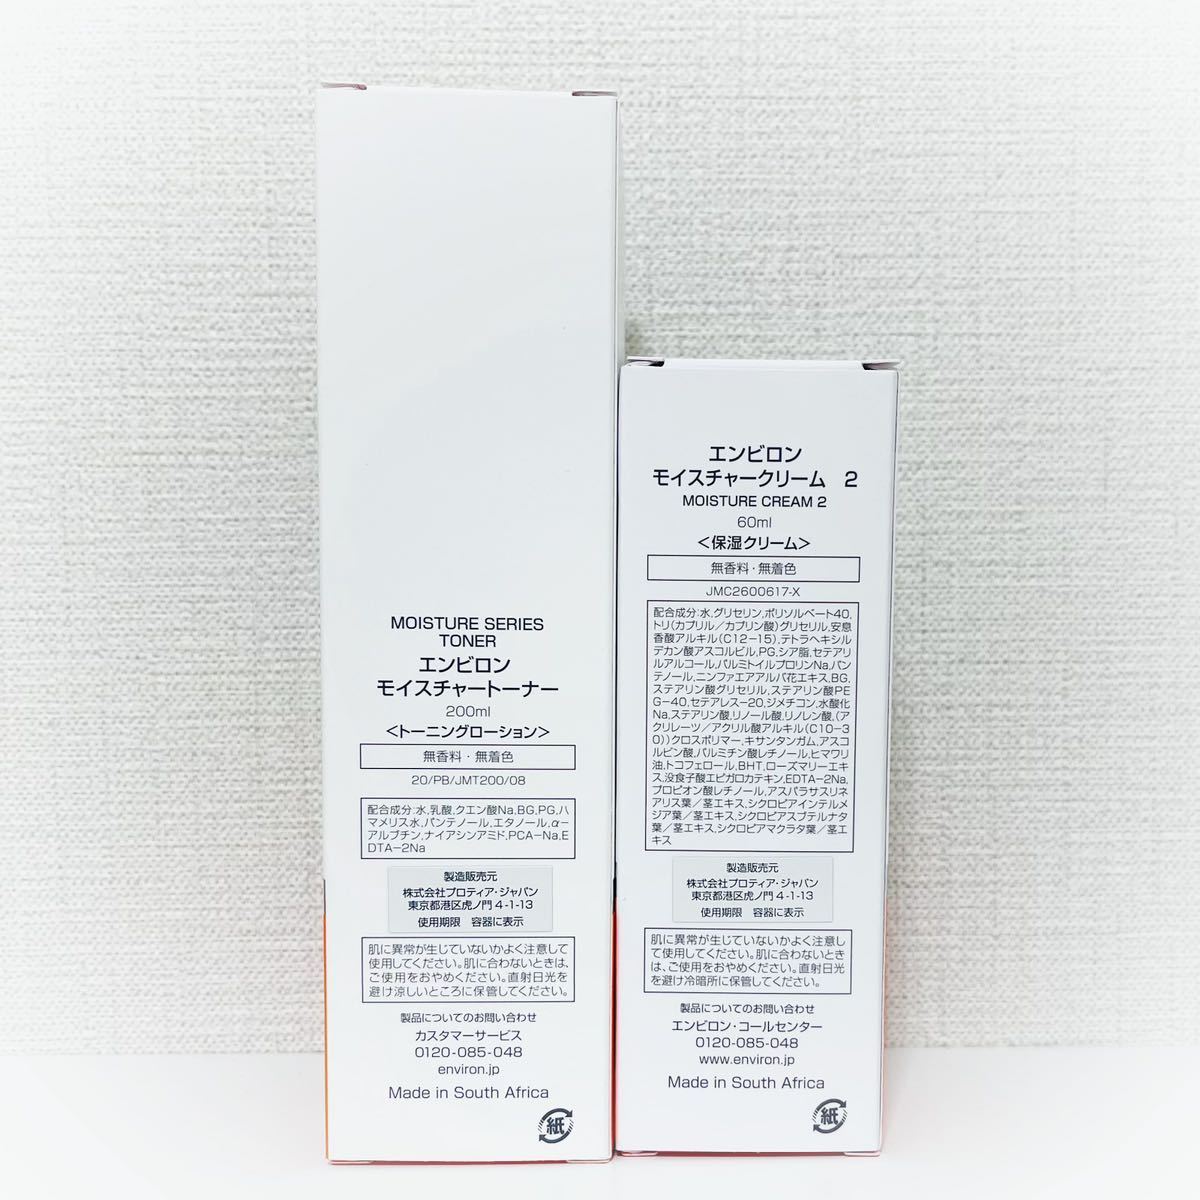 MOISTURE SERIES
TONER
エンビロン
モイスチャートーナー
200ml
<トーニングローション>
無香料・無着色
20/PB/JMT200/08
配合成分:水,乳酸,クエン酸Na,BG,PG,ハ
マメリス水,パンテノール,エタノール,α-
アルブチン,ナイアシンアミド,PCA-Na,E
DTA-2Na
製造販売元
株式会社プロティア・ジャパン
東京都港区虎ノ門 4-1-13
使用期限 容器に表示
肌に異常が生じていないかよく注意して
使用してください。肌に合わないときは、
ご使用をおやめください。直射日光を
避け涼しいところに保管してください。
製品についてのお問い合わせ
カスタマーサービス
0120-085-048
environ.jp
Made in South Africa
紙
エンビロン
モイスチャークリーム 2
MOISTURE CREAM 2
60ml
<保湿クリーム>
無香料・無着色
JMC2600617-X
配合成分:水,グリセリン,ポリソルベート40,
トリ(カプリル/カプリン酸)グリセリル,安息
香酸アルキル(C12-15),テトラヘキシル
デカン酸アスコルビル,PG,シア脂,セテアリ
ルアルコール,パルミトイルプロリンNa,パン
テノール,ニンファエアアルバ花エキス,BG,
ステアリン酸グリセリル,ステアリン酸PE
G-40,セテアレス-20,ジメチコン,水酸化
Na,ステアリン酸,リノール酸,リノレン酸,(ア
クリレーツ/アクリル酸アルキル(C10-3
0))クロスポリマー,キサンタンガム,アスコ
ルビン酸,パルミチン酸レチノール,ヒマワリ
油,トコフェロール,BHT,ローズマリーエキ
ス,没食子酸エピガロカテキン,EDTA-2Na,
プロピオン酸レチノール,アスパラサスリネ
アリス葉/茎エキス,シクロピアインテルメ
ジア葉/茎エキス,シクロピアスブテルナタ
葉/茎エキス,シクロピアマクラタ葉/茎エ
キス
製造販売元
株式会社プロティア・ジャパン
東京都港区虎ノ門 4-1-13
使用期限 容器に表示
肌に異常が生じていないかよく注意し
て使用してください。肌に合わないとき
は、ご使用をおやめください。直射日光
を避け冷暗所に保管してください。
製品についてのお問い合わせ
エンビロン・コールセンター
0120-085-048
www.environ.jp
Made in South Africa
紙